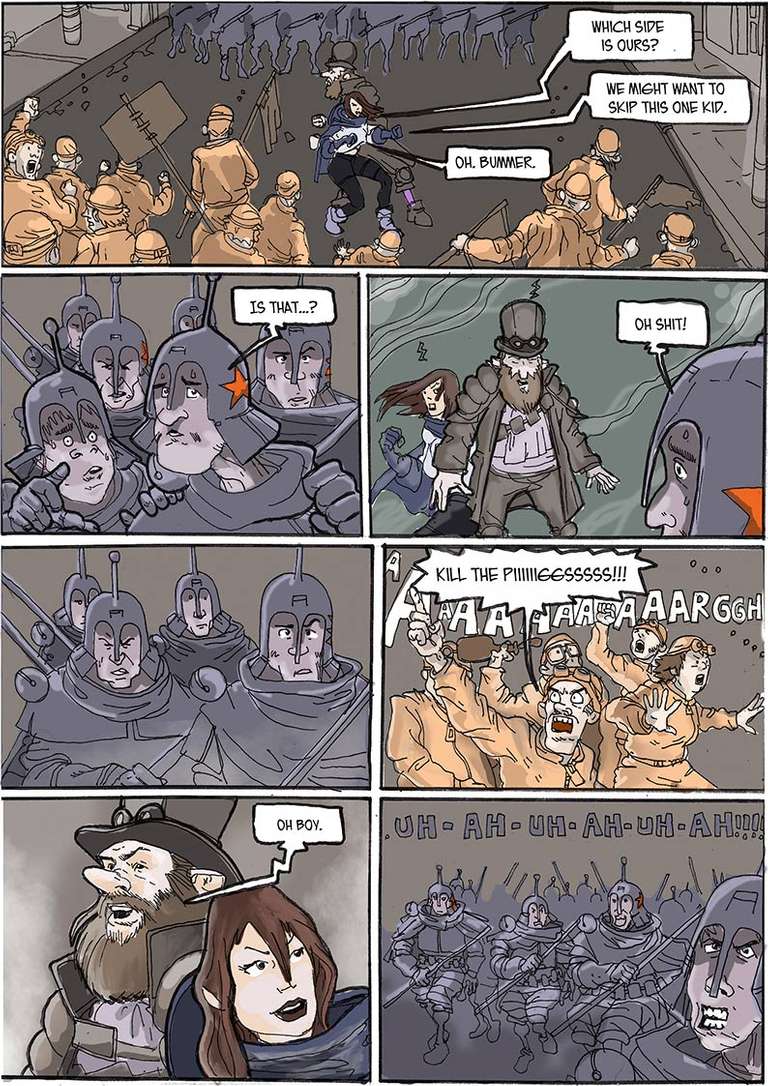 WHICH SIDE
IS OURS?
WE MIGHT WANT TO
SKIP THIS ONE KID.
OH. BUMMER.
IS THAT...?
OH SHIT!
KILL THE PIIIIIGGSSSSS!!!
OH BOY.
UH-AH-UH-AH-UH-AH!!!!